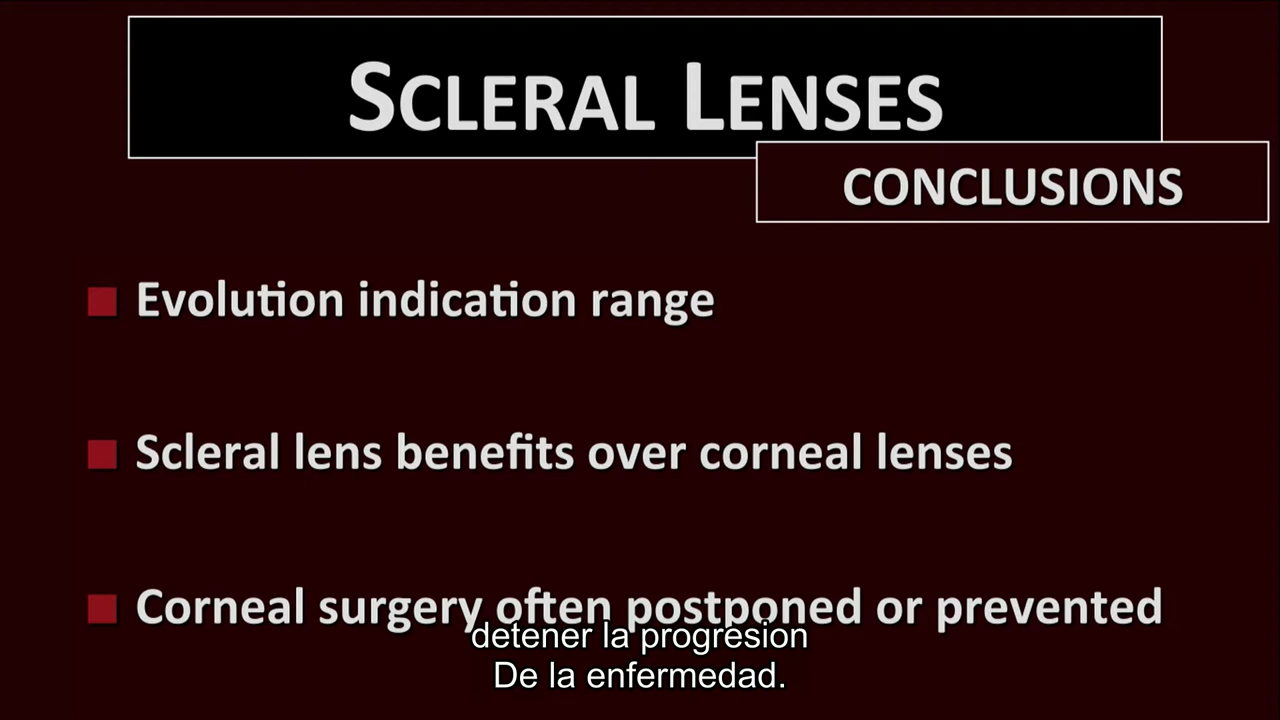 SCLERAL LENSES
CONCLUSIONS
Evolution indication range
Scleral lens benefits over corneal lenses
Corneal surgery often postponed or prevented
detener la progresion
De la enfermedad.